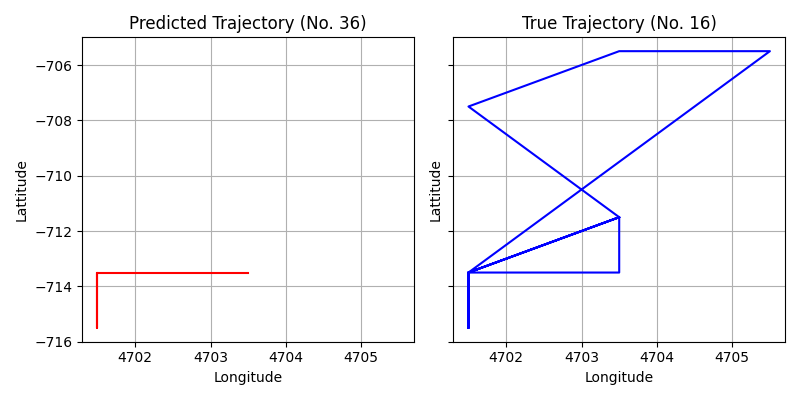 Predicted Trajectory (No. 36)
True Trajectory (No. 16)
−706
−708
−710
−712
−714
−716
Lattitude
Lattitude
4702 4703 4704 4705
4702 4703 4704 4705
Longitude
Longitude